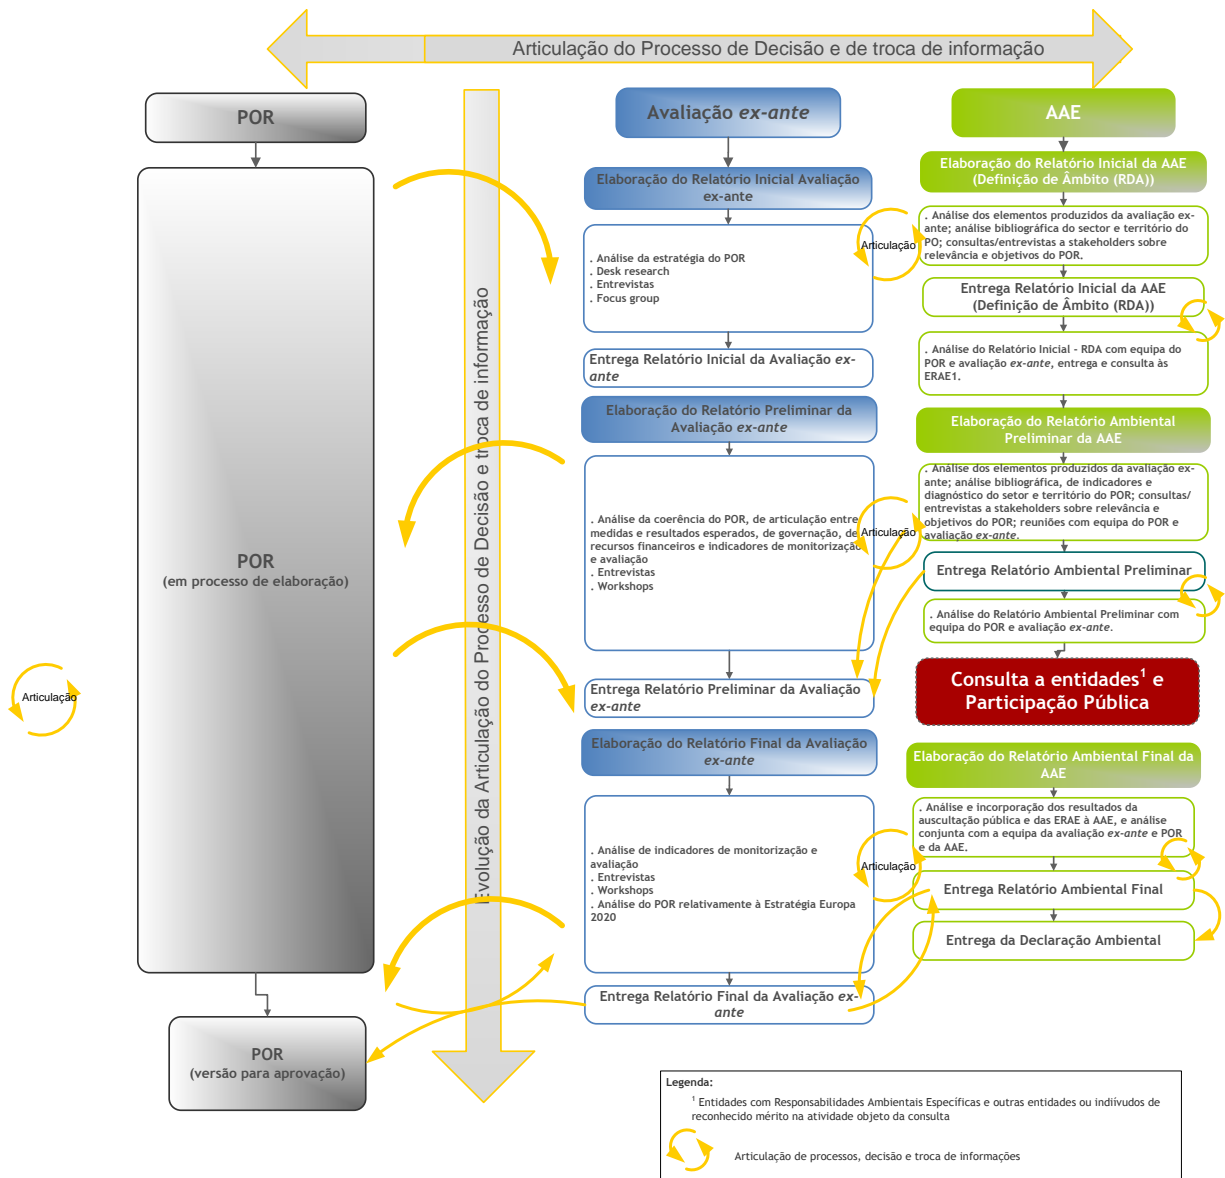 Articulação do Processo de Decisão e de troca de informação
POR
POR
(em processo de elaboração)
POR
(versão para aprovação)
Articulação
Evolução da Articulação do Processo de Decisão e troca de informação
Avaliação ex-ante
Elaboração do Relatório Inicial Avaliação
ex-ante
. Análise da estratégia do POR
. Desk research
. Entrevistas
. Focus group
Entrega Relatório Inicial da Avaliação ex-
ante
Elaboração do Relatório Preliminar da
Avaliação ex-ante
. Análise da coerência do POR, de articulação entre
medidas e resultados esperados, de governação, de
recursos financeiros e indicadores de monitorização
e avaliação
. Entrevistas
. Workshops
Entrega Relatório Preliminar da Avaliação
ex-ante
Elaboração do Relatório Final da Avaliação
ex-ante
. Análise de indicadores de monitorização e
avaliação
. Entrevistas
. Workshops
. Análise do POR relativamente à Estratégia Europa
2020
Entrega Relatório Final da Avaliação ex-
ante
Articulação
Articulação
Articulação
AAE
Elaboração do Relatório Inicial da AAE
(Definição de Âmbito (RDA))
. Análise dos elementos produzidos da avaliação ex-
ante; análise bibliográfica do sector e território do
PO; consultas/entrevistas a stakeholders sobre
relevância e objetivos do POR.
Entrega Relatório Inicial da AAE
(Definição de Âmbito (RDA))
. Análise do Relatório Inicial - RDA com equipa do
POR e avaliação ex-ante, entrega e consulta às
ERAE1.
Elaboração do Relatório Ambiental
Preliminar da AAE
. Análise dos elementos produzidos da avaliação ex-
ante; análise bibliográfica, de indicadores e
diagnóstico do setor e território do POR; consultas/
entrevistas a stakeholders sobre relevância e
objetivos do POR; reuniões com equipa do POR e
avaliação ex-ante.
Entrega Relatório Ambiental Preliminar
. Análise do Relatório Ambiental Preliminar com
equipa do POR e avaliação ex-ante.
Consulta a entidades¹ e
Participação Pública
Elaboração do Relatório Ambiental Final da
AAE
. Análise e incorporação dos resultados da
auscultação pública e das ERAE à AAE, e análise
conjunta com a equipa da avaliação ex-ante e POR
e da AAE.
Entrega Relatório Ambiental Final
Entrega da Declaração Ambiental
Legenda:
¹ Entidades com Responsabilidades Ambientais Específicas e outras entidades ou indiívudos de
reconhecido mérito na atividade objeto da consulta
Articulação de processos, decisão e troca de informações